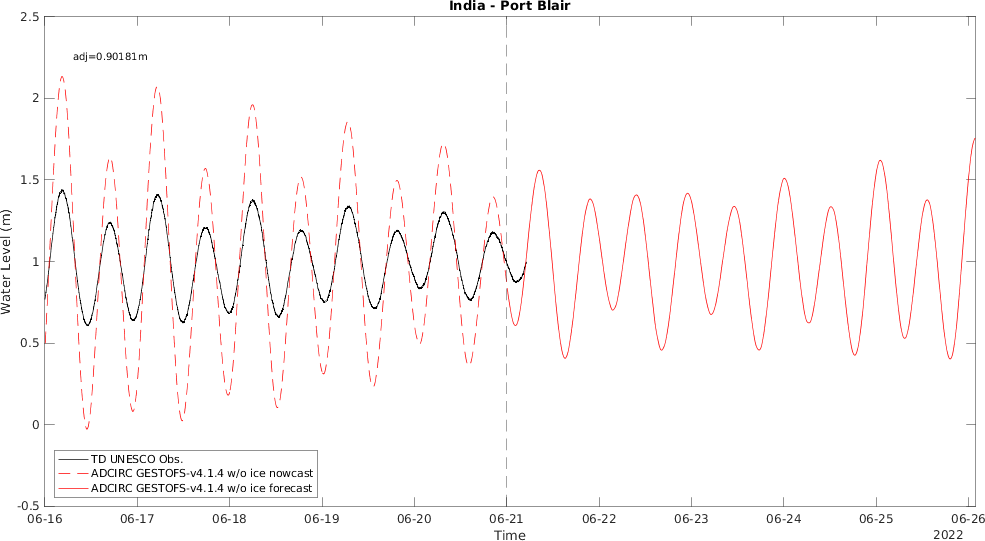 India - Port Blair
adj=0.90181m
2.5
2
1.5
1
0.5
0
-0.5
Water Level (m)
TD UNESCO Obs.
ADCIRC GESTOFS-v4.1.4 w/o ice nowcast
ADCIRC GESTOFS-v4.1.4 w/o ice forecast
06-16 06-17 06-18 06-19 06-20 06-21 06-22 06-23 06-24 06-25 06-26
Time
2022